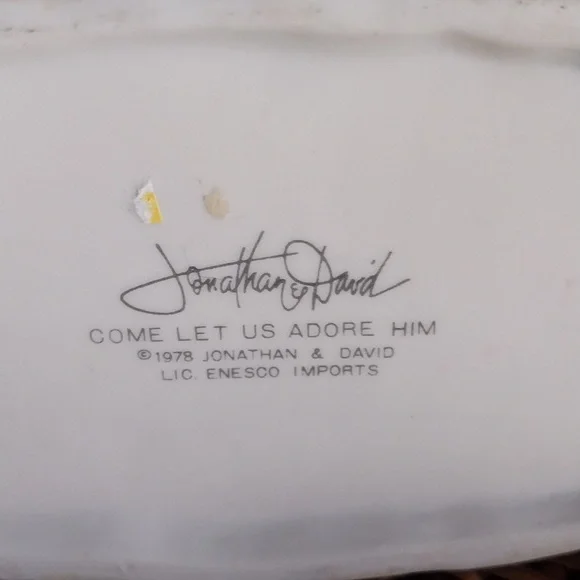 Jonathan & David
COME LET US ADORE HIM
©1978 JONATHAN & DAVID
LIC. ENESCO IMPORTS